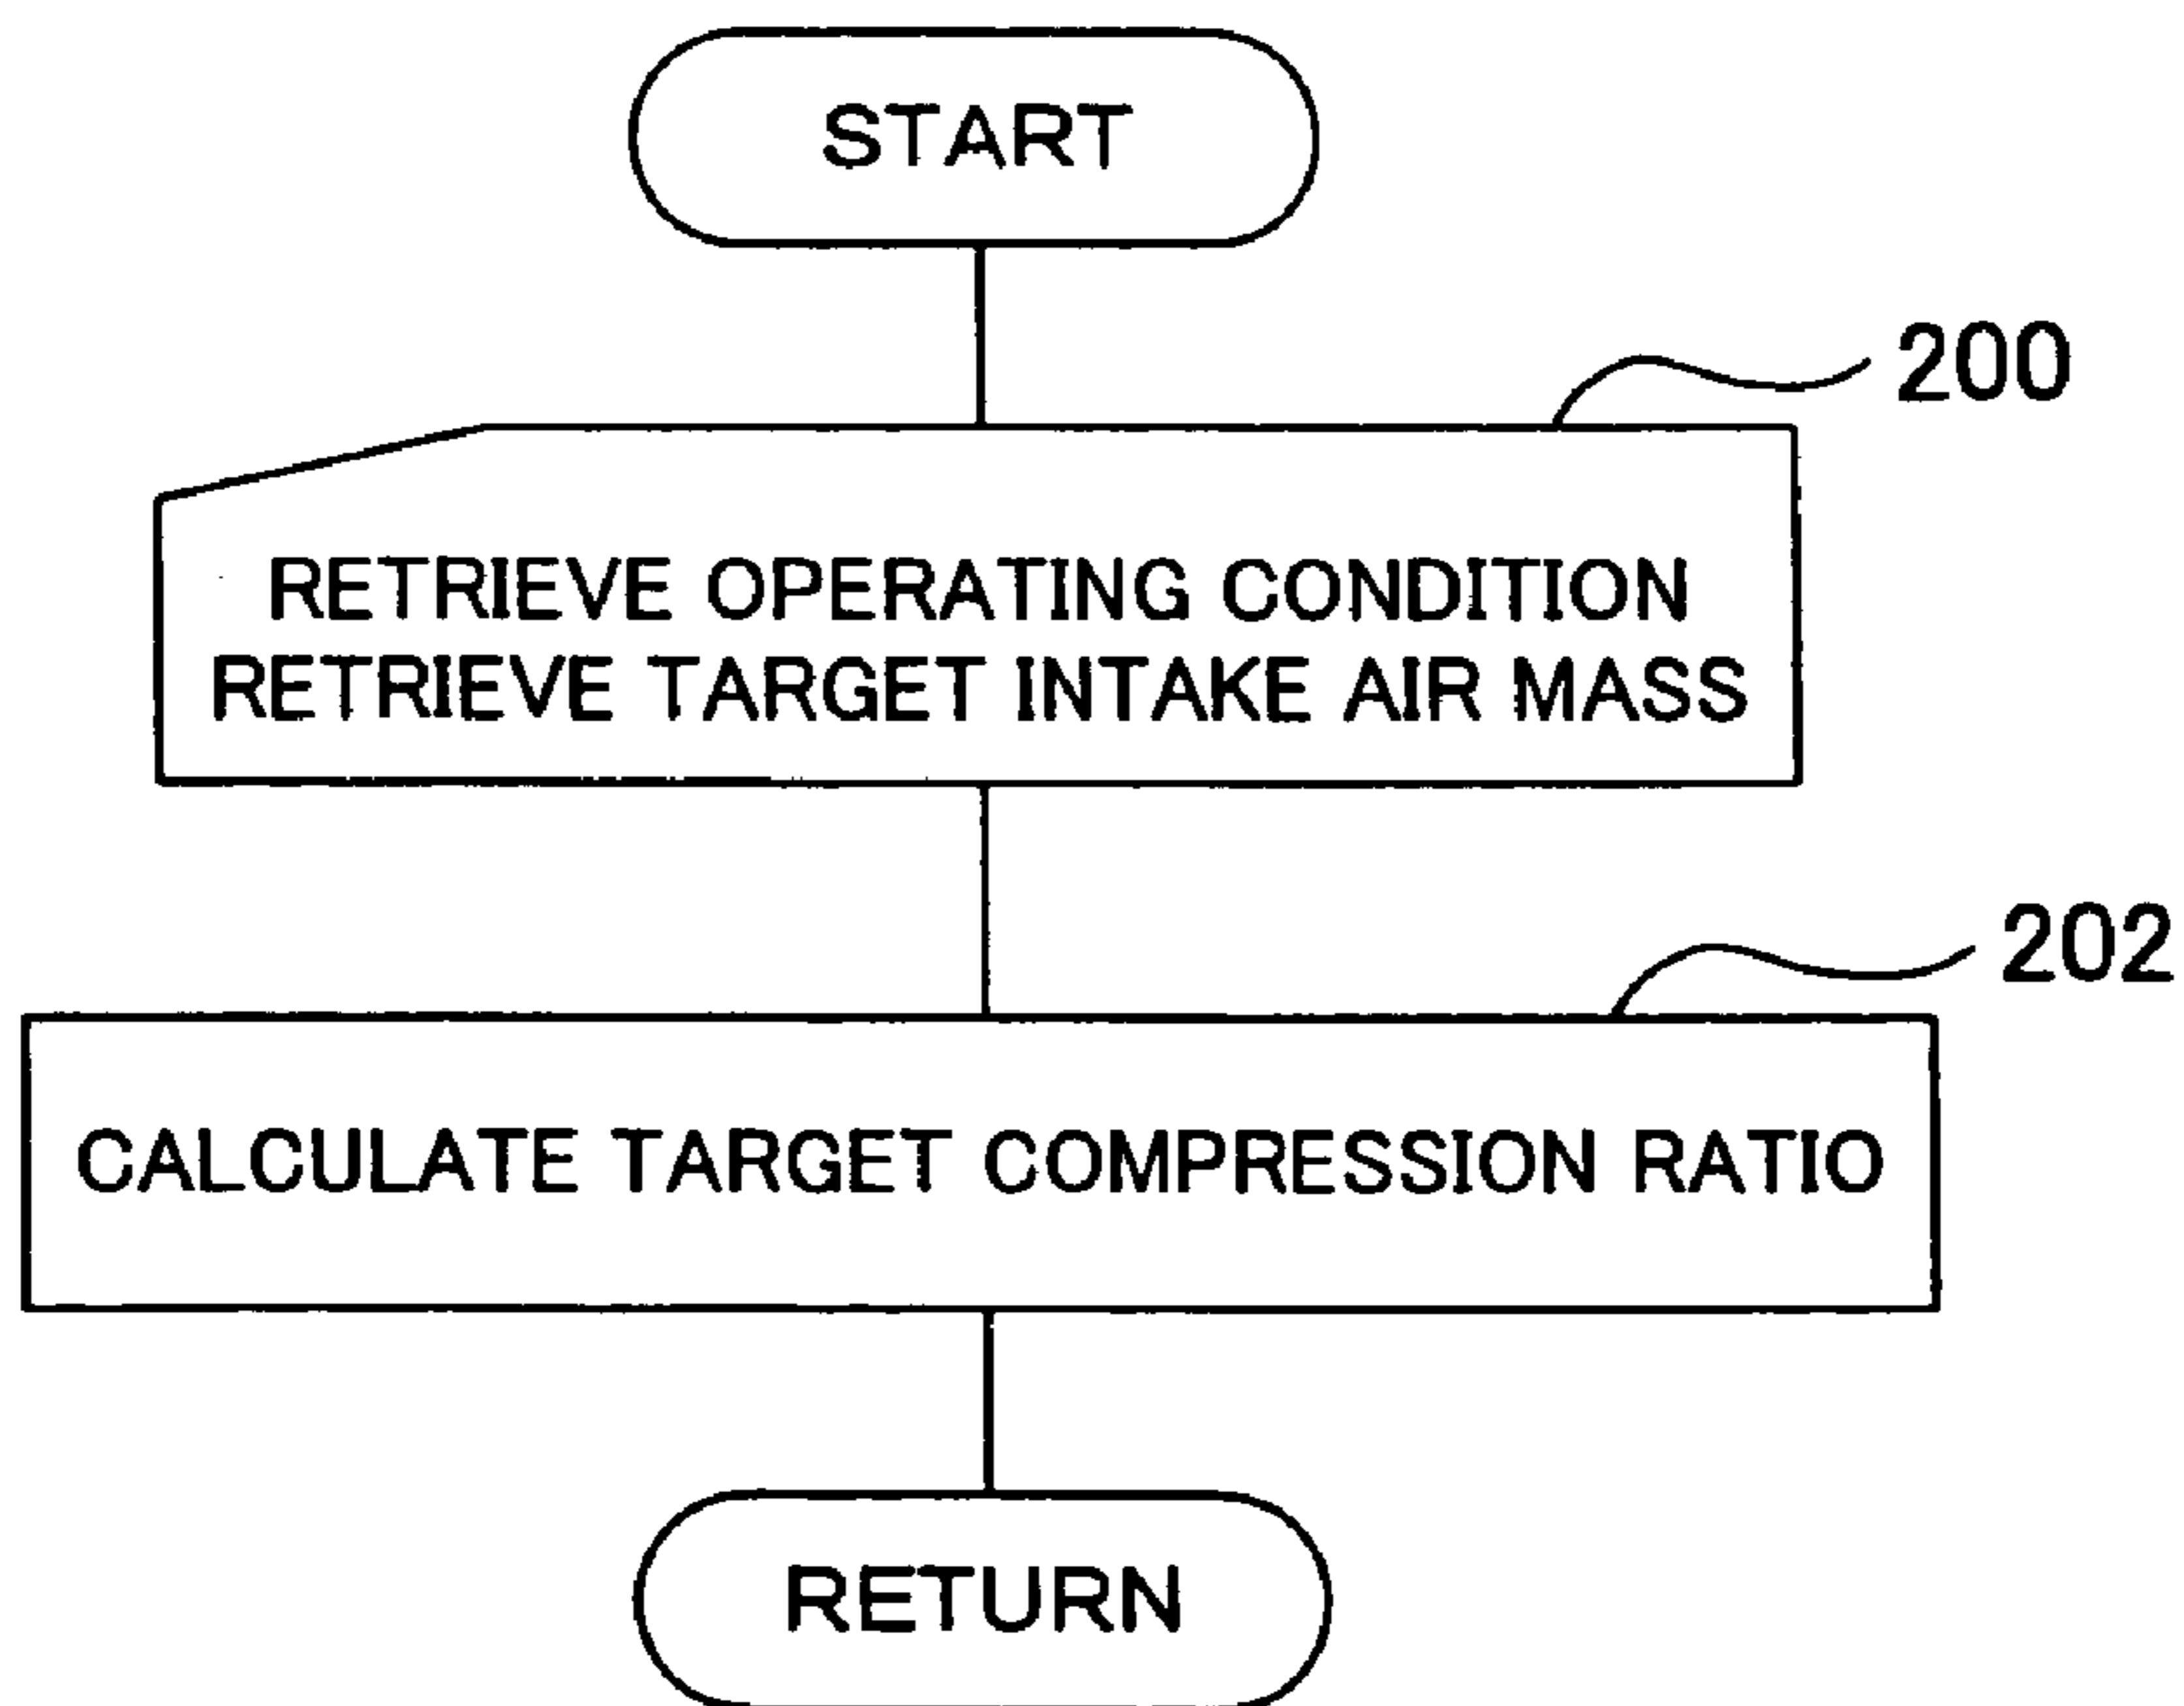 START
200
RETRIEVE OPERATING CONDITION
RETRIEVE TARGET INTAKE AIR MASS
202
CALCULATE TARGET COMPRESSION RATIO
RETURN